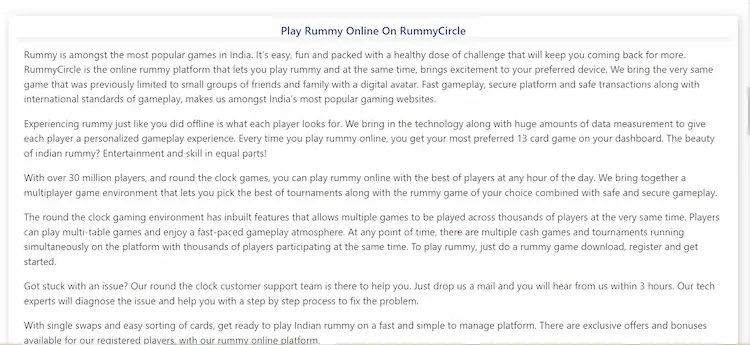 Play Rummy Online On RummyCircle
Rummy is amongst the most popular games in India. It's easy, fun and packed with a healthy dose of challenge that will keep you coming back for more.
RummyCircle is the online rummy platform that lets you play rummy and at the same time, brings excitement to your preferred device. We bring the very same
game that was previously limited to small groups of friends and family with a digital avatar. Fast gameplay, secure platform and safe transactions along with
international standards of gameplay, makes us amongst India's most popular gaming websites.
Experiencing rummy just like you did offline is what each player looks for. We bring in the technology along with huge amounts of data measurement to give
each player a personalized gameplay experience. Every time you play rummy online, you get your most preferred 13 card game on your dashboard. The beauty
of indian rummy? Entertainment and skill in equal parts!
With over 30 million players, and round the clock games, you can play rummy online with the best of players at any hour of the day. We bring together a
multiplayer game environment that lets you pick the best of tournaments along with the rummy game of your choice combined with safe and secure gameplay.
The round the clock gaming environment has inbuilt features that allows multiple games to be played across thousands of players at the very same time. Players
can play multi-table games and enjoy a fast-paced gameplay atmosphere. At any point of time, there are multiple cash games and tournaments running
simultaneously on the platform with thousands of players participating at the same time. To play rummy, just do a rummy game download, register and get
started.
Got stuck with an issue? Our round the clock customer support team is there to help you. Just drop us a mail and you will hear from us within 3 hours. Our tech
experts will diagnose the issue and help you with a step by step process to fix the problem.
With single swaps and easy sorting of cards, get ready to play Indian rummy on a fast and simple to manage platform. There are exclusive offers and bonuses
available for our registered players, with our rummy online platform.